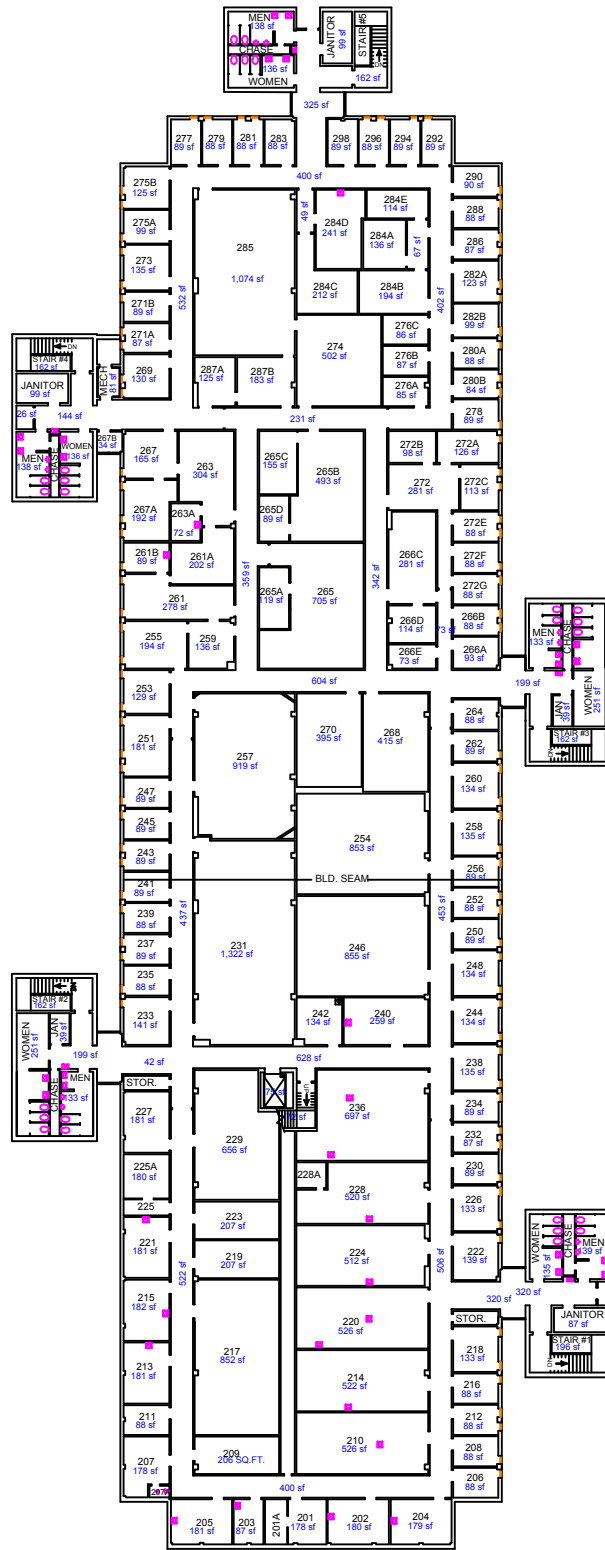 MEN
138 sf
CHASE
136 sf
WOMEN
JANITOR
99 sf
STAIR #5
DN
162 sf
325 sf
277
89 sf
279
88 sf
281
88 sf
283
88 sf
298
89 sf
296
88 sf
294
89 sf
292
89 sf
400 sf
275B
125 sf
275A
99 sf
273
135 sf
271B
89 sf
271A
87 sf
269
130 sf
532 sf
285
1,074 sf
49 sf
284D
241 sf
284E
114 sf
284A
136 sf
67 sf
284C
212 sf
284B
194 sf
402 sf
290
90 sf
288
88 sf
286
87 sf
282A
123 sf
282B
99 sf
280A
88 sf
280B
84 sf
278
89 sf
274
502 sf
276C
86 sf
276B
87 sf
276A
85 sf
287A
125 sf
287B
183 sf
231 sf
DN
STAIR #4
162 sf
JANITOR
99 sf
MECH
81 sf
26 sf
144 sf
267B
34 sf
MEN
138 sf
CHASE
WOMEN
136 sf
267
165 sf
263
304 sf
267A
192 sf
263A
72 sf
261B
89 sf
261A
202 sf
261
278 sf
255
194 sf
259
136 sf
359 sf
265C
155 sf
265B
493 sf
265D
89 sf
265A
119 sf
265
705 sf
342 sf
272B
98 sf
272A
126 sf
272
281 sf
272C
113 sf
266C
281 sf
272E
88 sf
272F
88 sf
272G
88 sf
266D
114 sf
73 sf
266B
88 sf
266E
73 sf
266A
93 sf
604 sf
MEN
133 sf
CHASE
WOMEN
251 sf
199 sf
JAN
39 sf
STAIR #3
162 sf
DN
253
129 sf
251
181 sf
247
89 sf
245
89 sf
243
89 sf
241
89 sf
239
88 sf
237
89 sf
235
88 sf
233
141 sf
437 sf
257
919 sf
270
395 sf
268
415 sf
254
853 sf
BLD. SEAM
231
1,322 sf
246
855 sf
242
134 sf
240
259 sf
453 sf
264
88 sf
262
89 sf
260
134 sf
258
135 sf
256
89 sf
252
88 sf
250
89 sf
248
134 sf
244
134 sf
238
135 sf
234
89 sf
232
87 sf
230
89 sf
226
133 sf
222
139 sf
DN
STAIR #2
162 sf
WOMEN
251 sf
JAN
39 sf
199 sf
CHASE
MEN
133 sf
42 sf
628 sf
STOR.
227
181 sf
225A
180 sf
225
221
181 sf
215
182 sf
213
181 sf
211
88 sf
207
178 sf
522 sf
229
656 sf
75 sf
UP
236
697 sf
228A
228
520 sf
223
207 sf
219
207 sf
224
512 sf
217
852 sf
220
526 sf
214
522 sf
210
526 sf
209
206 SQ.FT.
506 sf
WOMEN
135 sf
CHASE
MEN
139 sf
320 sf
320 sf
JANITOR
87 sf
STAIR #1
196 sf
DN
STOR.
218
133 sf
216
88 sf
212
88 sf
208
88 sf
206
88 sf
400 sf
205
181 sf
203
87 sf
201A
201
178 sf
202
180 sf
204
179 sf